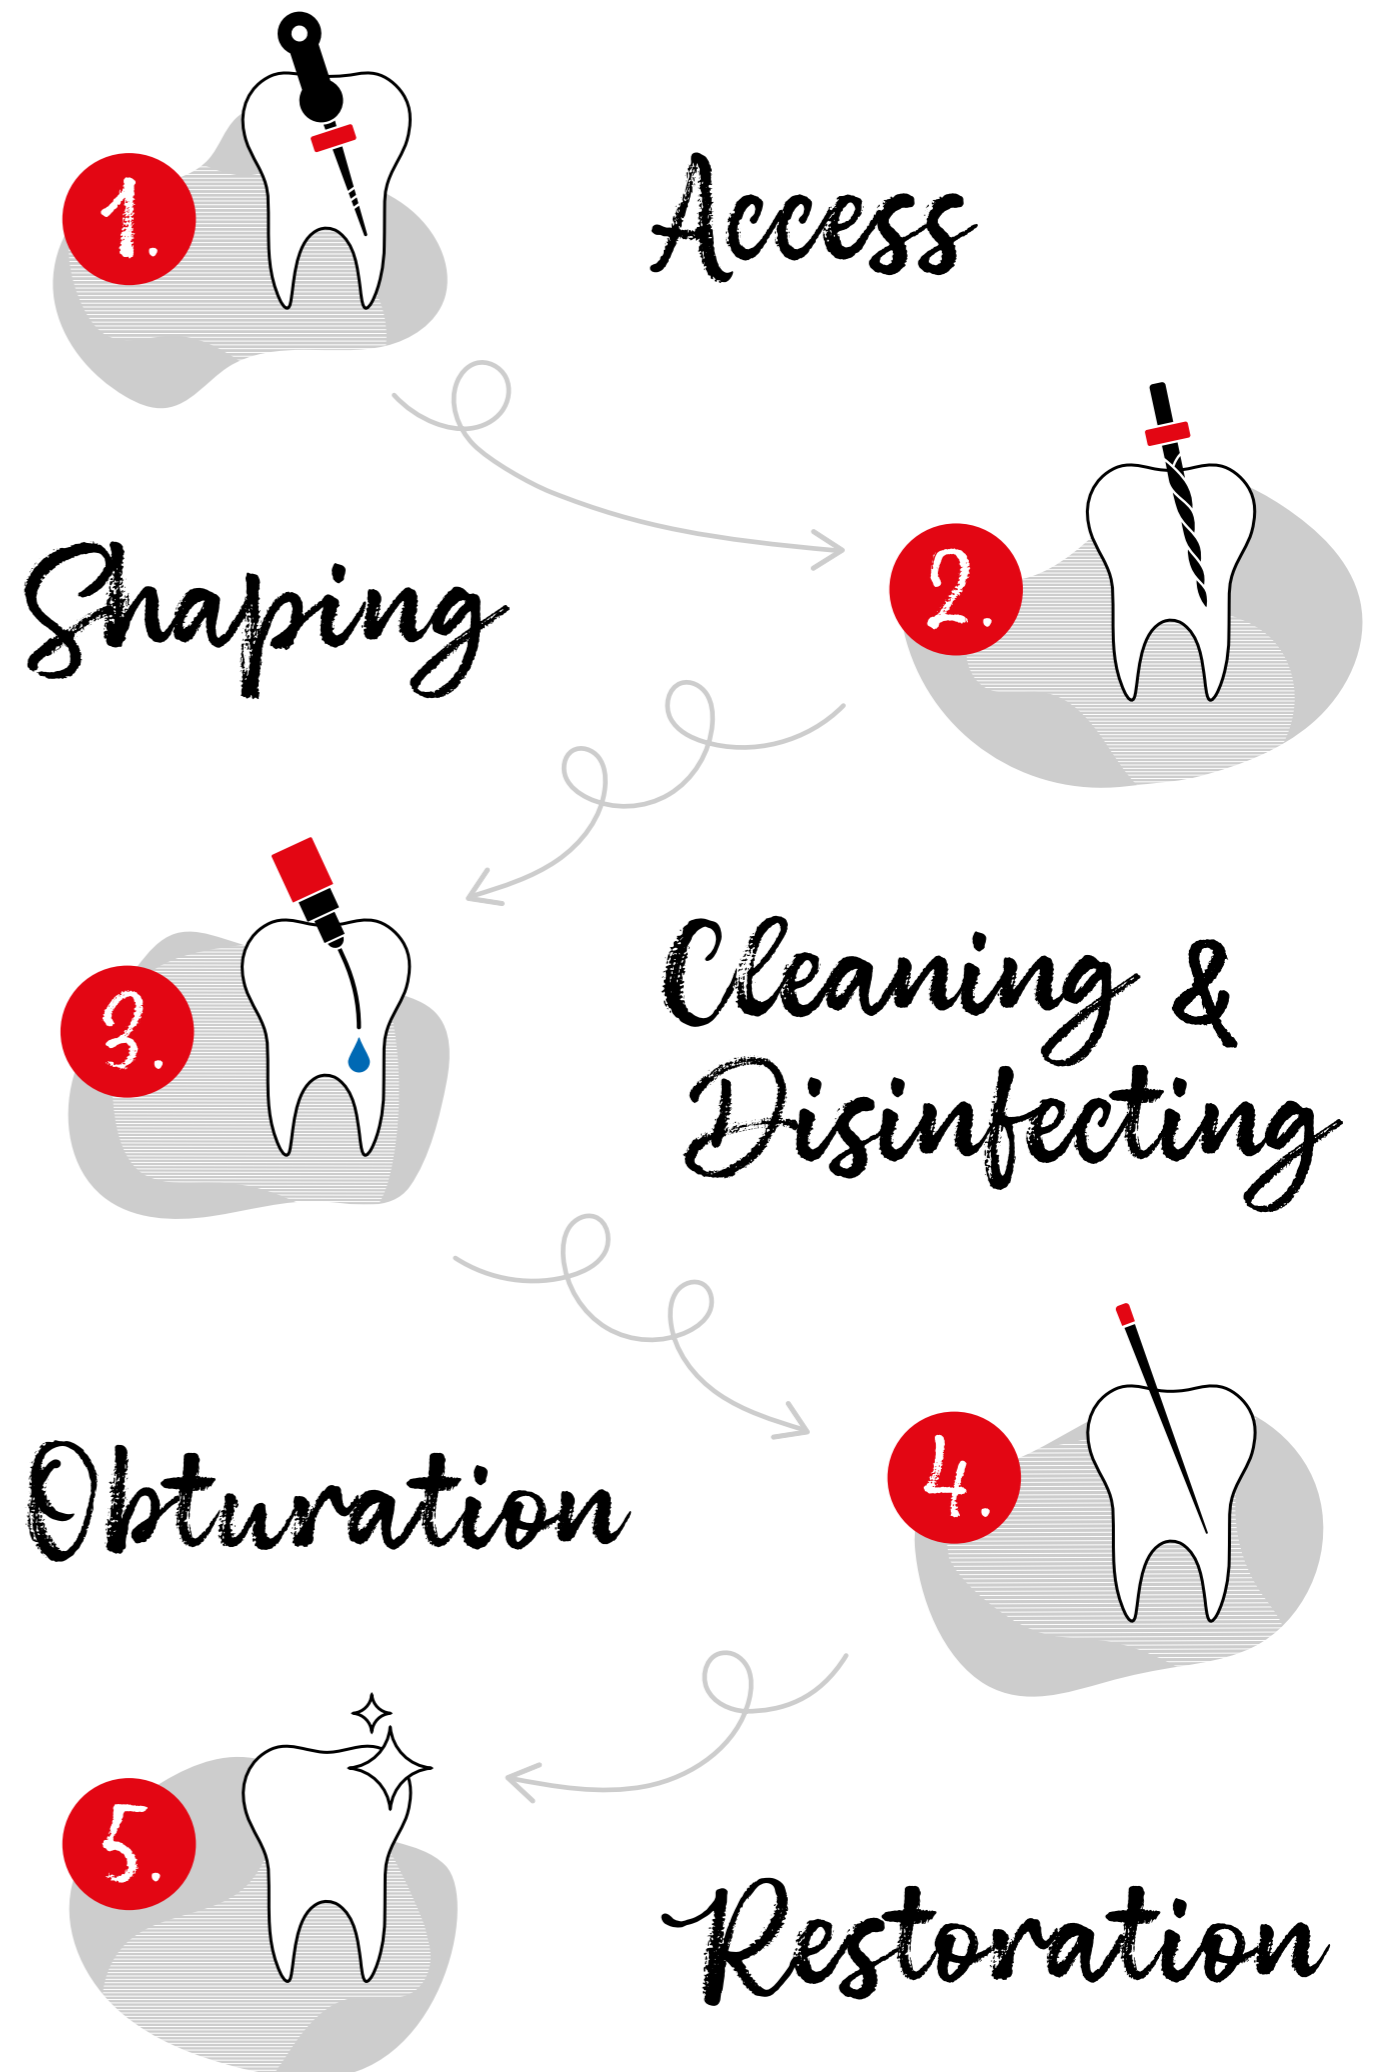 1.
Access
2.
Shaping
3.
Cleaning &
Disinfecting
4.
Obturation
5.
Restoration